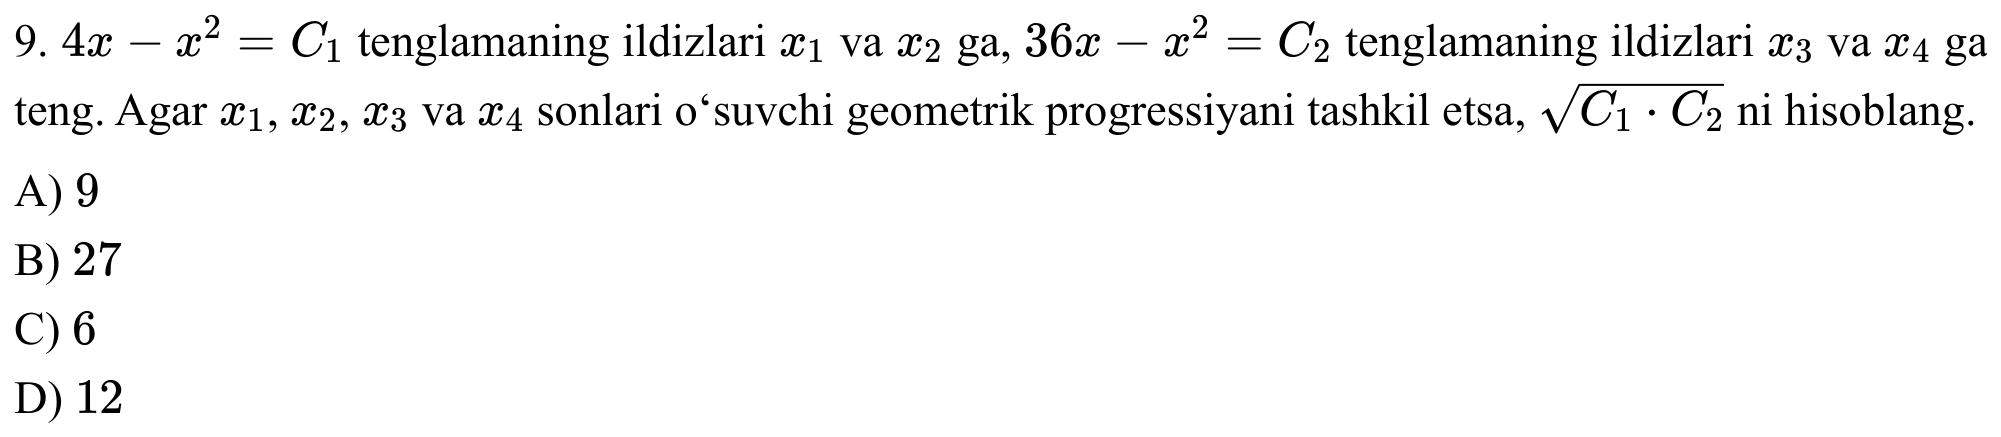 9. 4x − x² = C₁ tenglamaning ildizlari x₁ va x₂ ga, 36x − x² = C₂ tenglamaning ildizlari x₃ va x₄ ga
teng. Agar x₁, x₂, x₃ va x₄ sonlari o‘suvchi geometrik progressiyani tashkil etsa, √(C₁ · C₂) ni hisoblang.
A) 9
B) 27
C) 6
D) 12